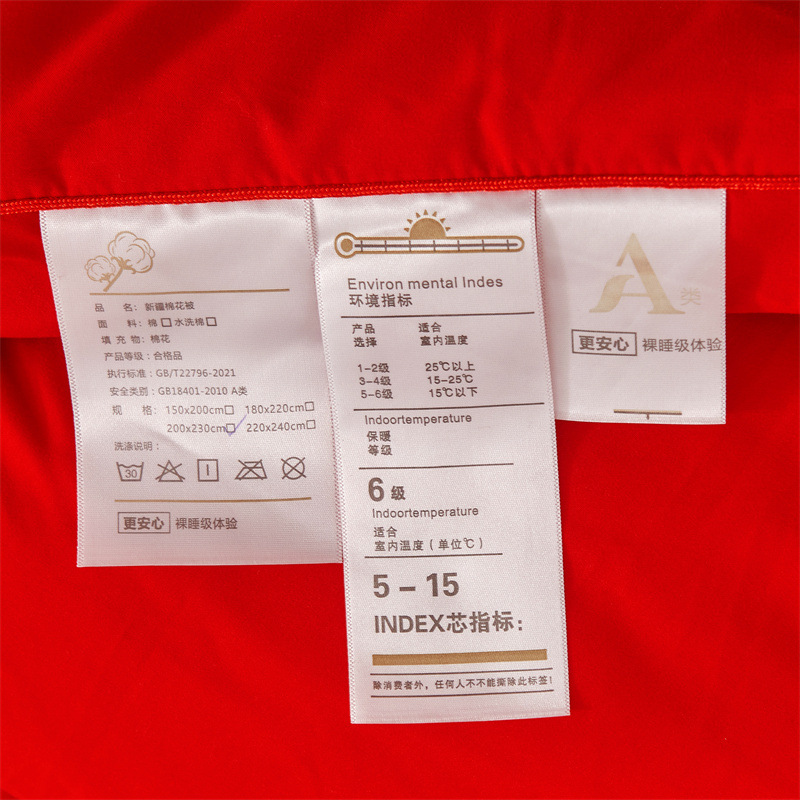 品 名：新疆棉花被
面 料：棉□水洗棉□
填 充 物：棉花
产品等级：合格品
执行标准：GB/T22796-2021
安全类别：GB18401-2010 A类
规 格：150x200cm□ 180x220cm□
200x230cm□ 220x240cm□
洗涤说明：
30
更安心 裸睡级体验
Environ mental Indes
环境指标
产品 适合
选择 室内温度
1-2级 25℃以上
3-4级 15-25℃
5-6级 15℃以下
Indoortemperature
保暖
等级
6级
Indoortemperature
适合
室内温度（单位℃）
5 – 15
INDEX芯指标：
除消费者外，任何人不不能撕除此标签！
A类
更安心 裸睡级体验